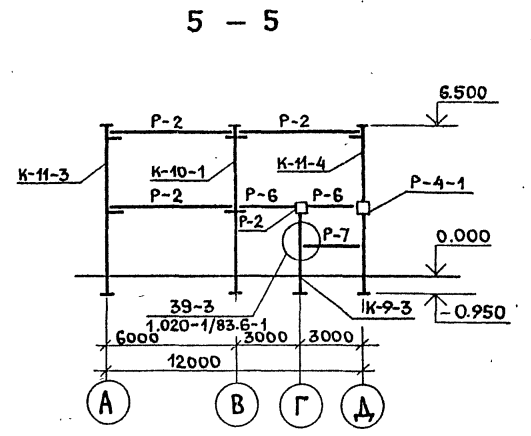 5 – 5
6.500
Р-2
Р-2
К-11-3
К-10-1
К-11-4
Р-4-1
Р-2
Р-6
Р-6
Р-2
Р-7
0.000
39-3
1.020-1/83.6-1
К-9-3
-0.950
6000
3000
3000
12000
А
В
Г
Д